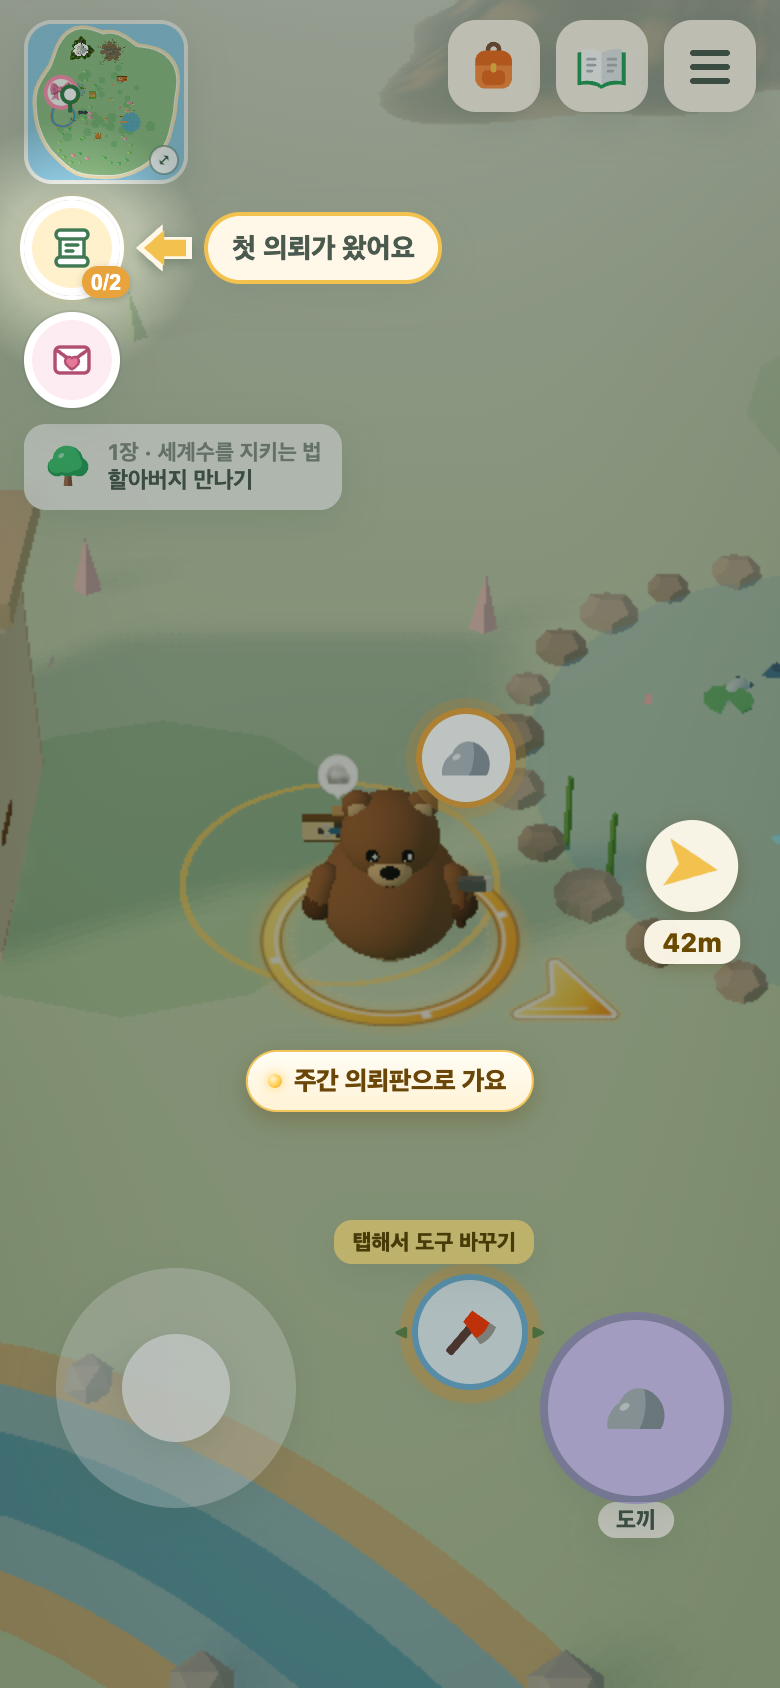 첫 의뢰가 왔어요
0/2
1장 · 세계수를 지키는 법
할아버지 만나기
42m
주간 의뢰판으로 가요
탭해서 도구 바꾸기
도끼